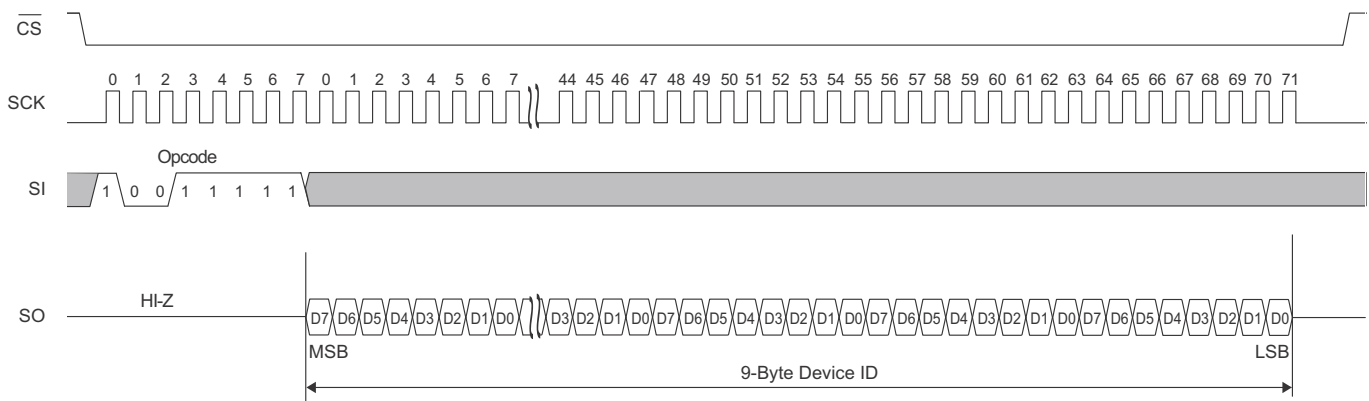 CS
0 1 2 3 4 5 6 7 0 1 2 3 4 5 6 7 44 45 46 47 48 49 50 51 52 53 54 55 56 57 58 59 60 61 62 63 64 65 66 67 68 69 70 71
SCK
Opcode
SI 1 0 0 1 1 1 1 1
HI-Z
SO D7 D6 D5 D4 D3 D2 D1 D0 D3 D2 D1 D0 D7 D6 D5 D4 D3 D2 D1 D0 D7 D6 D5 D4 D3 D2 D1 D0 D7 D6 D5 D4 D3 D2 D1 D0
MSB LSB
9-Byte Device ID